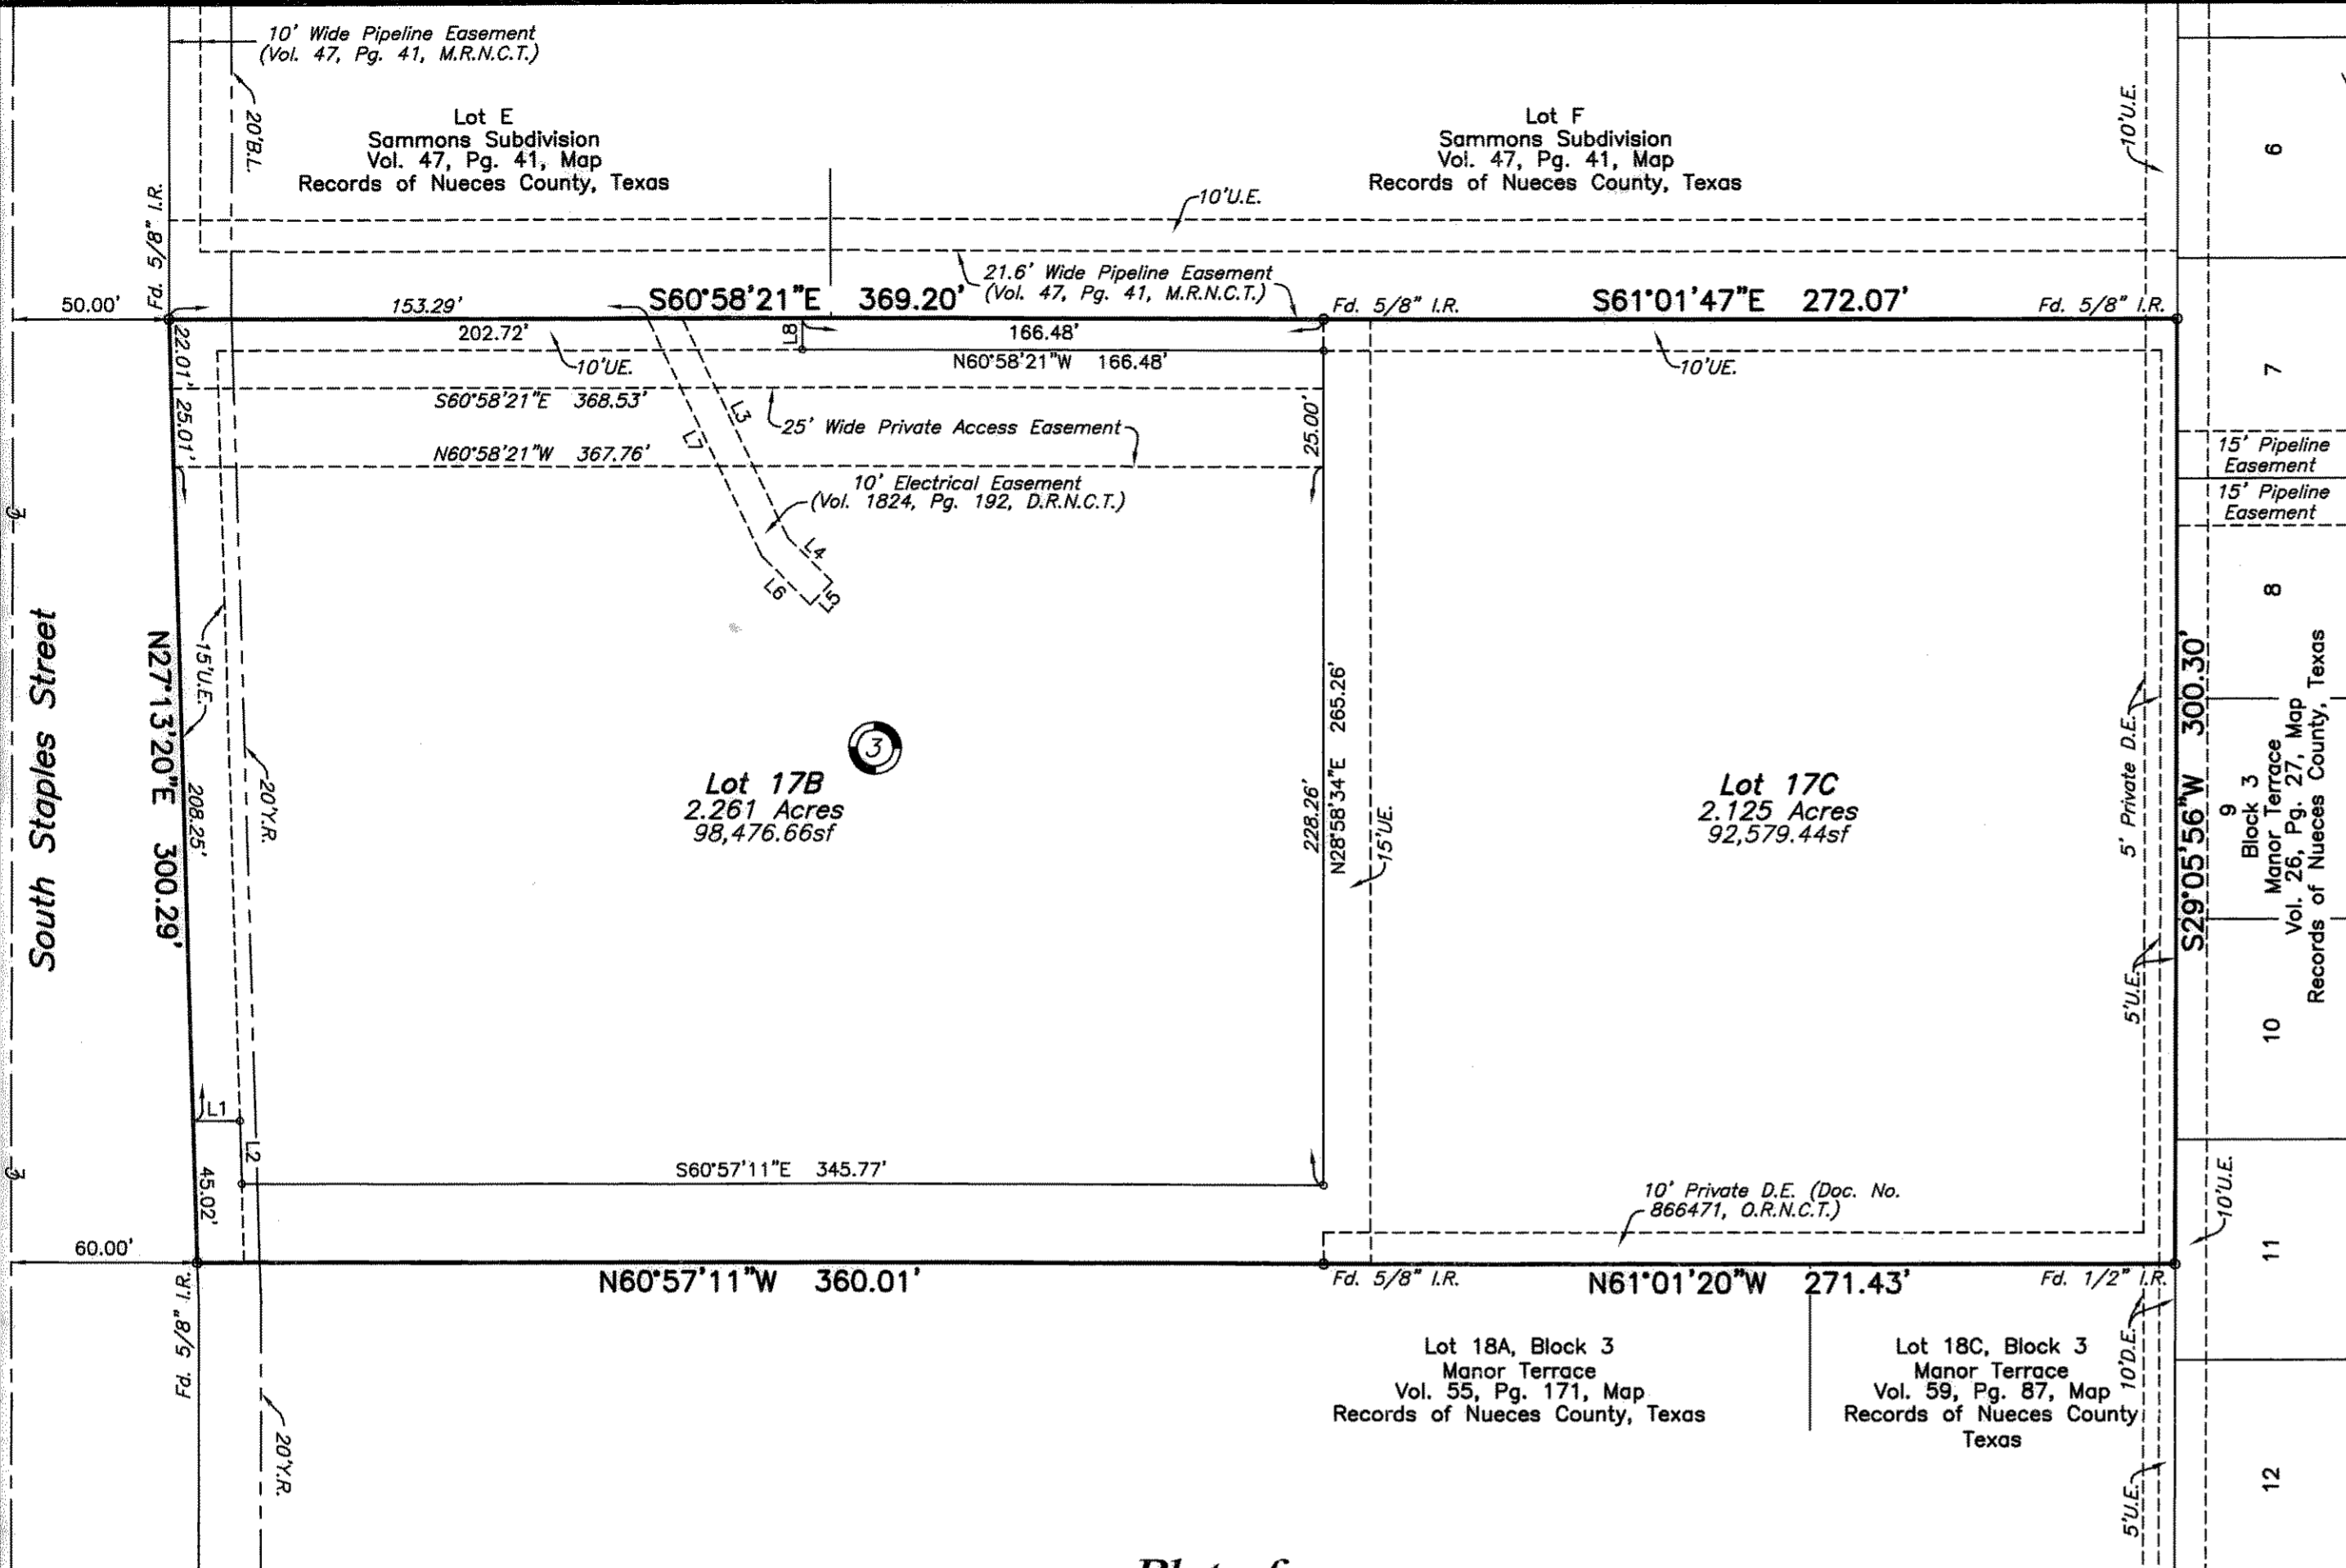 10' Wide Pipeline Easement
(Vol. 47, Pg. 41, M.R.N.C.T.)
20'B.L.
Lot E
Sammons Subdivision
Vol. 47, Pg. 41, Map
Records of Nueces County, Texas
Lot F
Sammons Subdivision
Vol. 47, Pg. 41, Map
Records of Nueces County, Texas
10'U.E.
10'U.E.
6
Fd. 5/8" I.R.
50.00'
153.29'
S60°58'21"E 369.20'
21.6' Wide Pipeline Easement
(Vol. 47, Pg. 41, M.R.N.C.T.)
Fd. 5/8" I.R.
S61°01'47"E 272.07'
Fd. 5/8" I.R.
202.72'
L8
166.48'
N60°58'21"W 166.48'
10'UE.
10'UE.
7
22.01'
25.01'
S60°58'21"E 368.53'
25' Wide Private Access Easement
25.00'
N60°58'21"W 367.76'
L3
L7
10' Electrical Easement
(Vol. 1824, Pg. 192, D.R.N.C.T.)
L4
L5
L6
15' Pipeline
Easement
15' Pipeline
Easement
8
South Staples Street
N27°13'20"E 300.29'
15'U.E.
208.25'
20'Y.R.
3
Lot 17B
2.261 Acres
98,476.66sf
228.26'
N28°58'34"E 265.26'
15'UE.
Lot 17C
2.125 Acres
92,579.44sf
5' Private D.E.
5'U.E.
S29°05'56"W 300.30'
9
Block 3
Manor Terrace
Vol. 26, Pg. 27, Map
Records of Nueces County, Texas
10
L1
L2
45.02'
S60°57'11"E 345.77'
10' Private D.E. (Doc. No.
866471, O.R.N.C.T.)
10'U.E.
11
60.00'
Fd. 5/8" I.R.
N60°57'11"W 360.01'
Fd. 5/8" I.R.
N61°01'20"W 271.43'
Fd. 1/2" I.R.
20'Y.R.
Lot 18A, Block 3
Manor Terrace
Vol. 55, Pg. 171, Map
Records of Nueces County, Texas
Lot 18C, Block 3
Manor Terrace
Vol. 59, Pg. 87, Map
Records of Nueces County
Texas
10'D.E.
5'U.E.
12